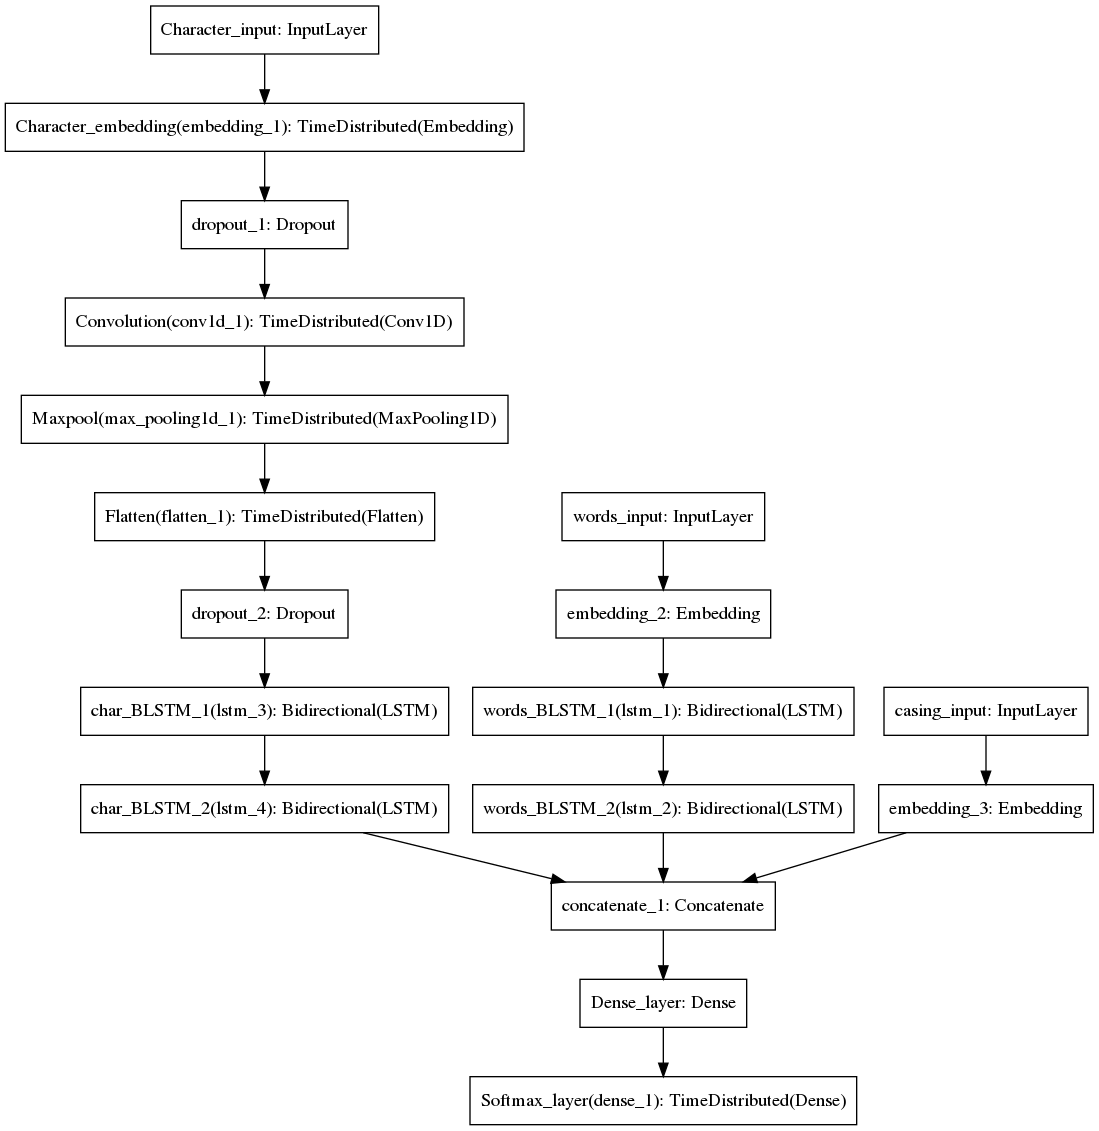 Character_input: InputLayer
Character_embedding(embedding_1): TimeDistributed(Embedding)
dropout_1: Dropout
Convolution(conv1d_1): TimeDistributed(Conv1D)
Maxpool(max_pooling1d_1): TimeDistributed(MaxPooling1D)
Flatten(flatten_1): TimeDistributed(Flatten)
words_input: InputLayer
dropout_2: Dropout
embedding_2: Embedding
char_BLSTM_1(lstm_3): Bidirectional(LSTM)
words_BLSTM_1(lstm_1): Bidirectional(LSTM)
casing_input: InputLayer
char_BLSTM_2(lstm_4): Bidirectional(LSTM)
words_BLSTM_2(lstm_2): Bidirectional(LSTM)
embedding_3: Embedding
concatenate_1: Concatenate
Dense_layer: Dense
Softmax_layer(dense_1): TimeDistributed(Dense)